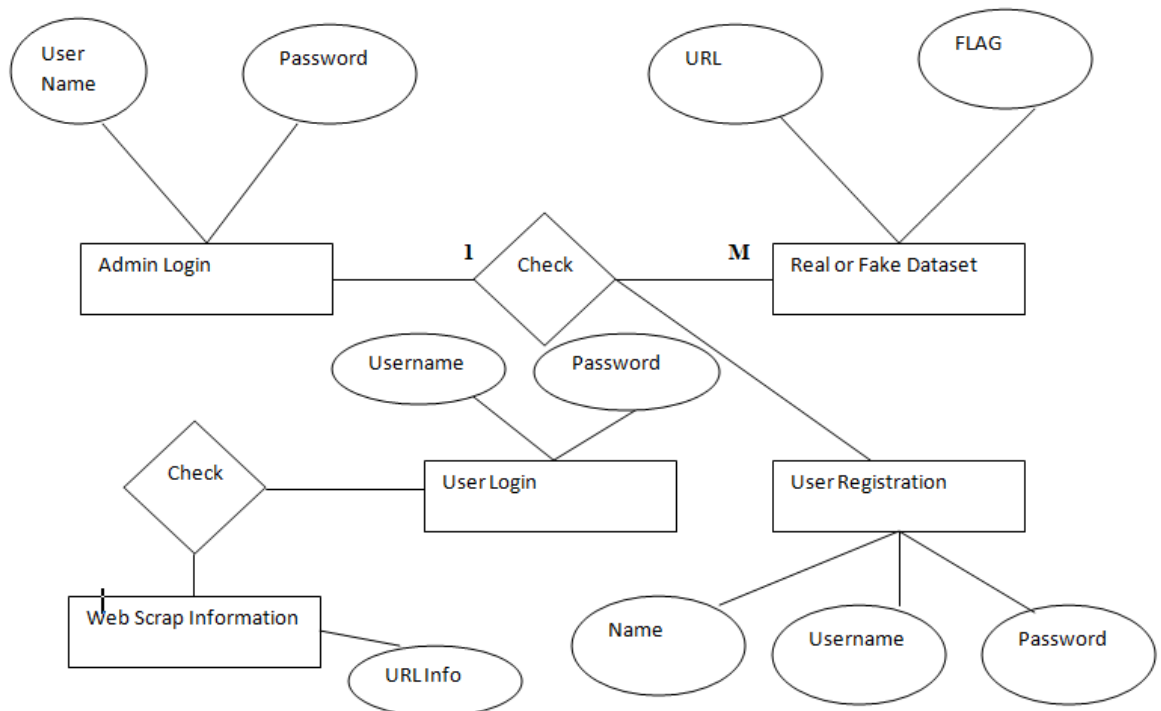 User
Name
Password
URL
FLAG
Admin Login
1
Check
M
Real or Fake Dataset
Username
Password
Check
User Login
User Registration
Web Scrap Information
URL Info
Name
Username
Password